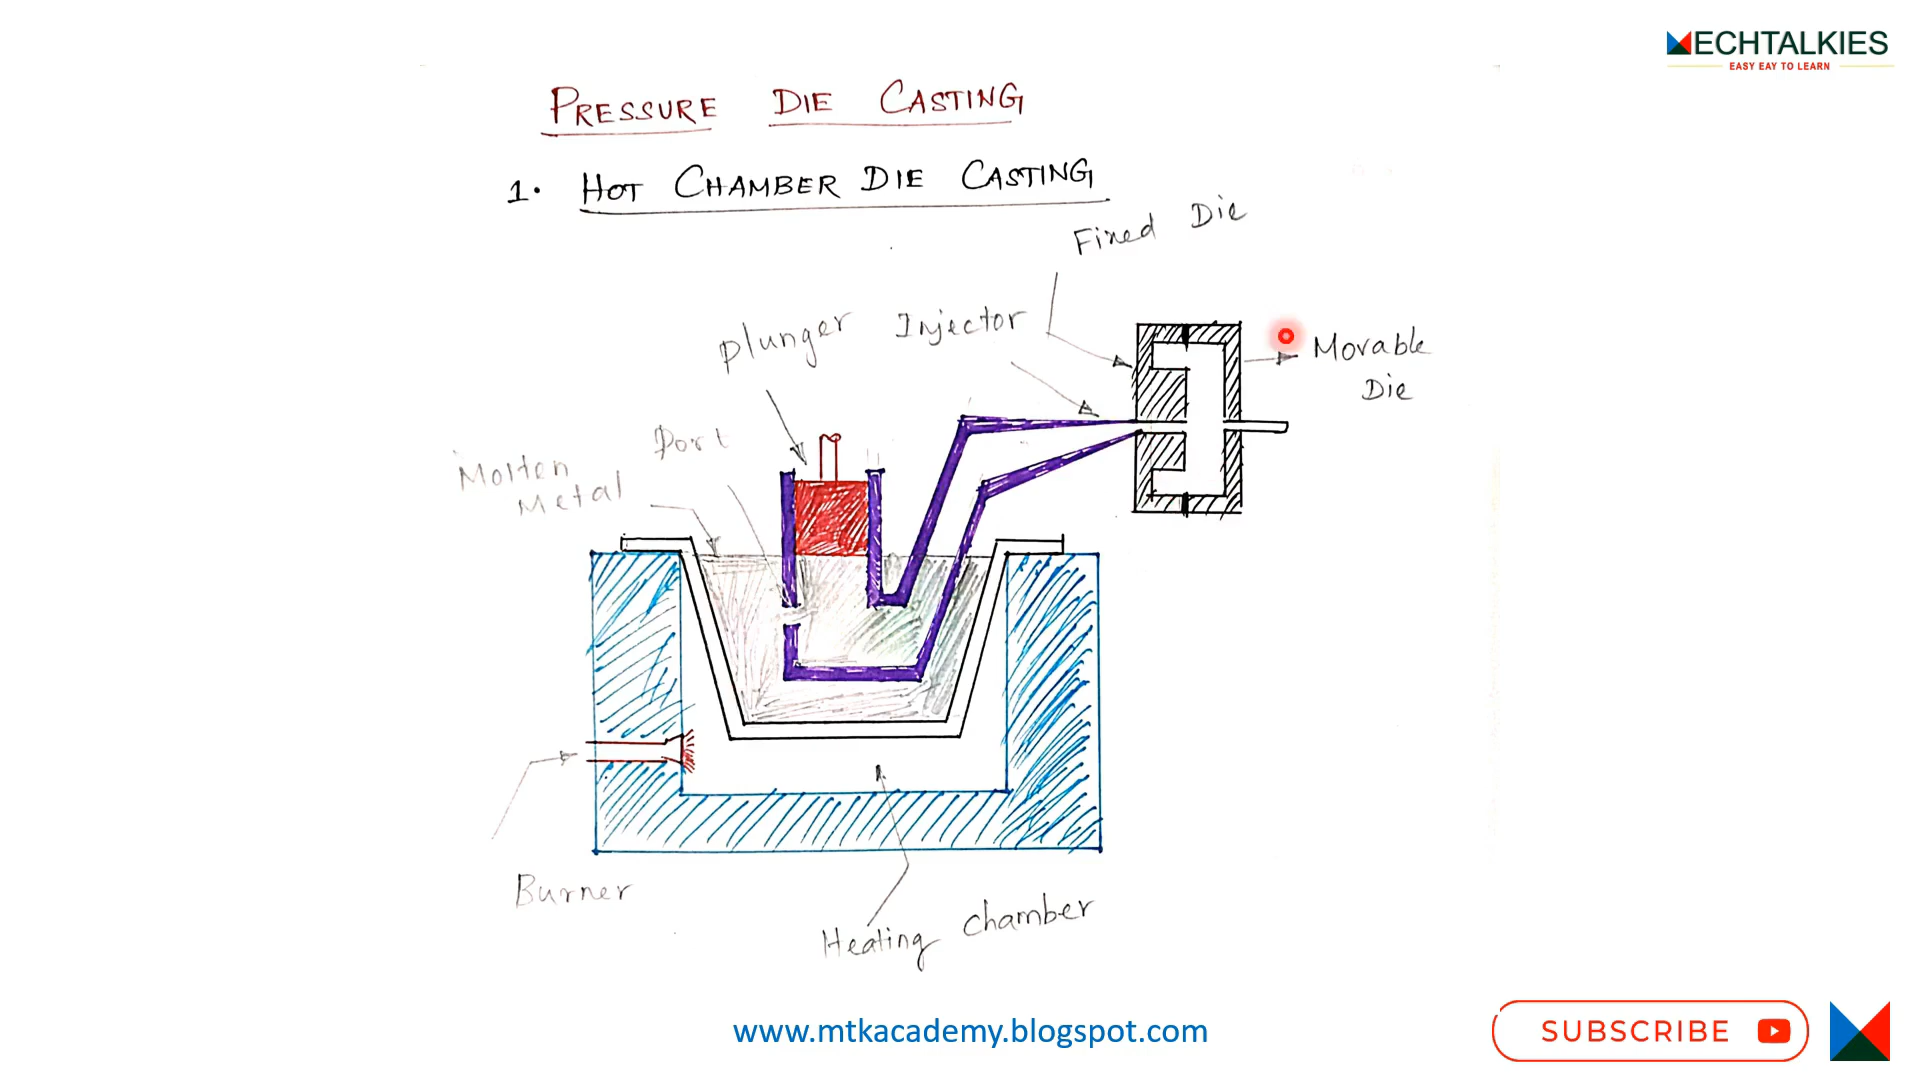 MECHTALKIES
EASY EAY TO LEARN
PRESSURE DIE CASTING
1. HOT CHAMBER DIE CASTING
Fixed Die
Plunger
Injector
Movable
Die
Port
Molten
Metal
Burner
Heating Chamber
www.mtkacademy.blogspot.com
SUBSCRIBE